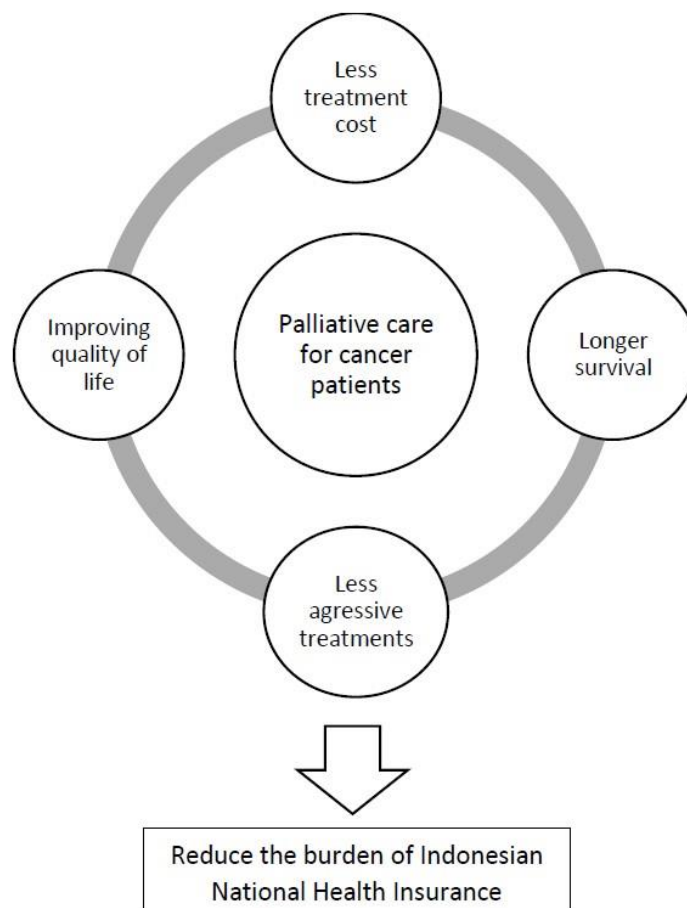 Less
treatment
cost
Improving
quality of
life
Palliative care
for cancer
patients
Longer
survival
Less
agressive
treatments
Reduce the burden of Indonesian
National Health Insurance